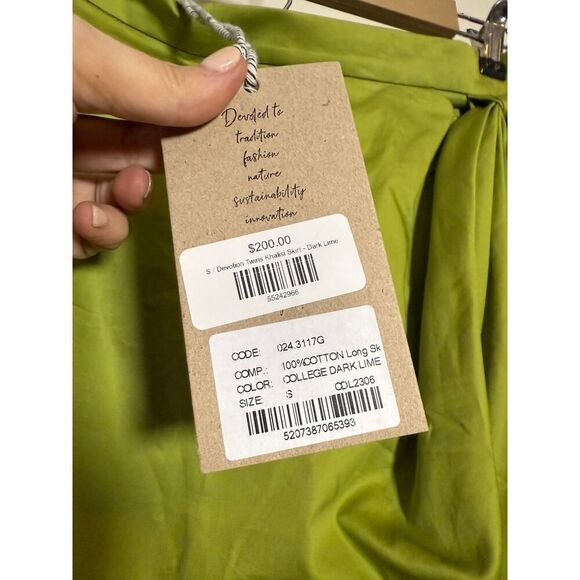 Devoted to
tradition
fashion
nature
sustainability
innovation
$200.00
S / Devotion Twins Khalisi Skirt - Dark Lime
55242966
CODE: 024.3117G
COMP.: 100%COTTON Long Sk
COLOR: COLLEGE DARK LIME
SIZE: S CDL2306
5207387065393